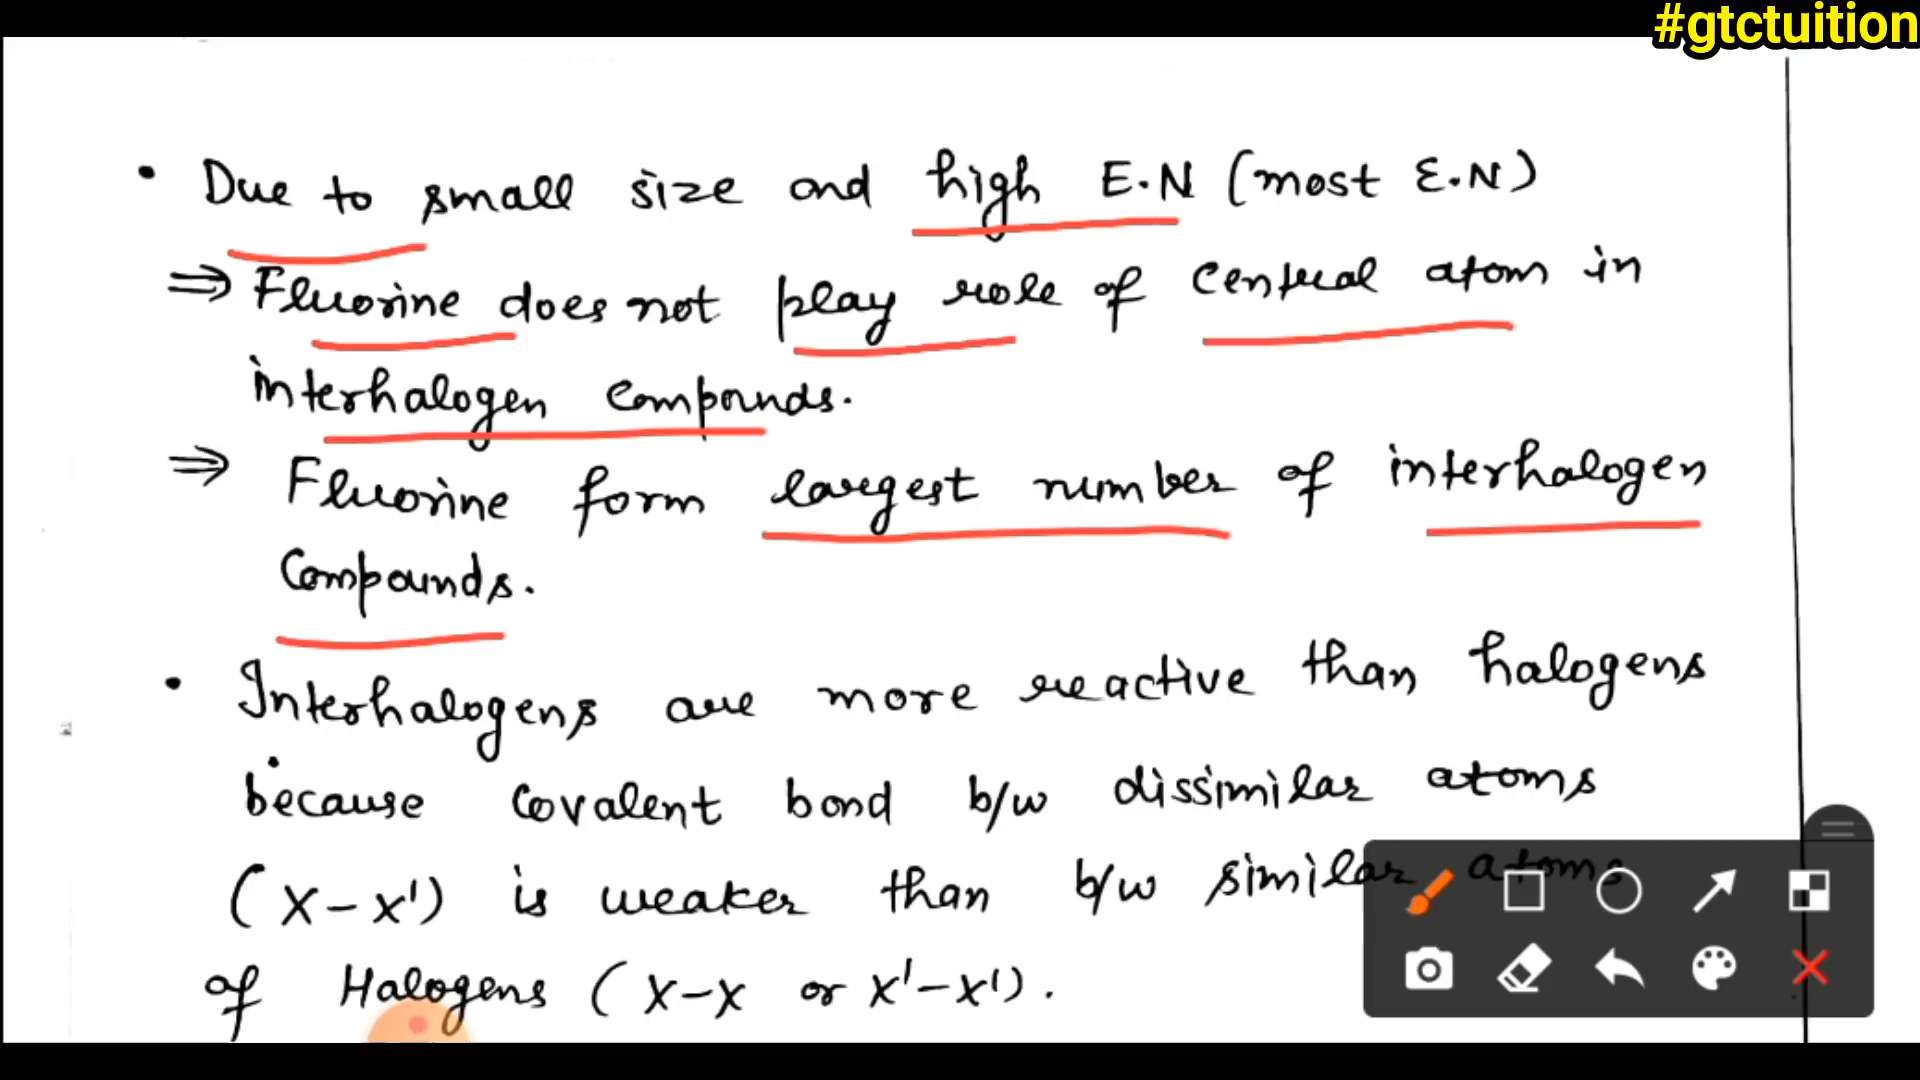 #gtctuition
• Due to small size and high E.N (most E.N)
⇒ Fluorine does not play role of central atom in
interhalogen compounds.
⇒ Fluorine form largest number of interhalogen
Compounds.
• Interhalogens are more reactive than halogens
because covalent bond b/w dissimilar atoms
(X-X') is weaker than b/w similar atoms
of Halogens (X-X or X'-X').